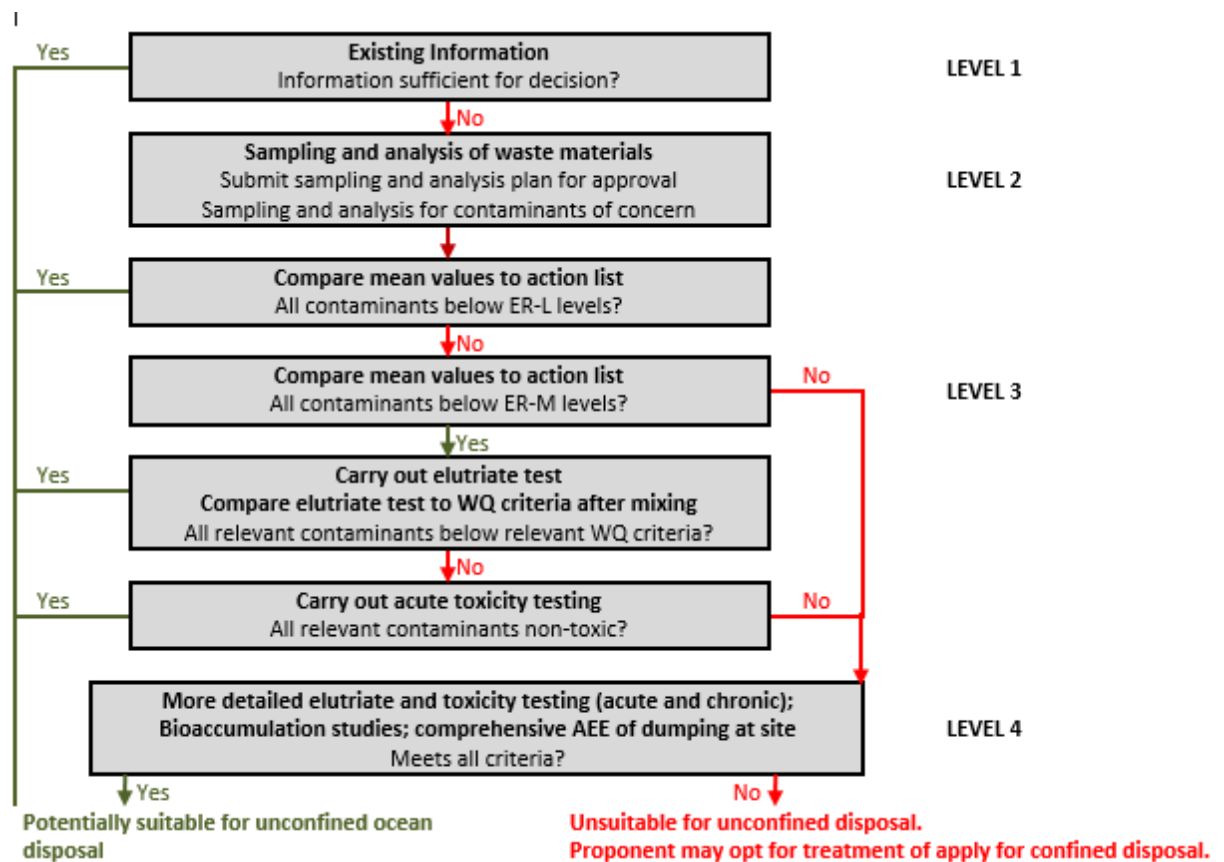 Yes
Existing Information
Information sufficient for decision?
LEVEL 1
No
Sampling and analysis of waste materials
Submit sampling and analysis plan for approval
Sampling and analysis for contaminants of concern
LEVEL 2
Yes
Compare mean values to action list
All contaminants below ER-L levels?
No
Compare mean values to action list
All contaminants below ER-M levels?
No
LEVEL 3
Yes
Yes
Carry out elutriate test
Compare elutriate test to WQ criteria after mixing
All relevant contaminants below relevant WQ criteria?
No
Yes
Carry out acute toxicity testing
All relevant contaminants non-toxic?
No
More detailed elutriate and toxicity testing (acute and chronic);
Bioaccumulation studies; comprehensive AEE of dumping at site
Meets all criteria?
LEVEL 4
Yes
No
Potentially suitable for unconfined ocean
disposal
Unsuitable for unconfined disposal.
Proponent may opt for treatment of apply for confined disposal.